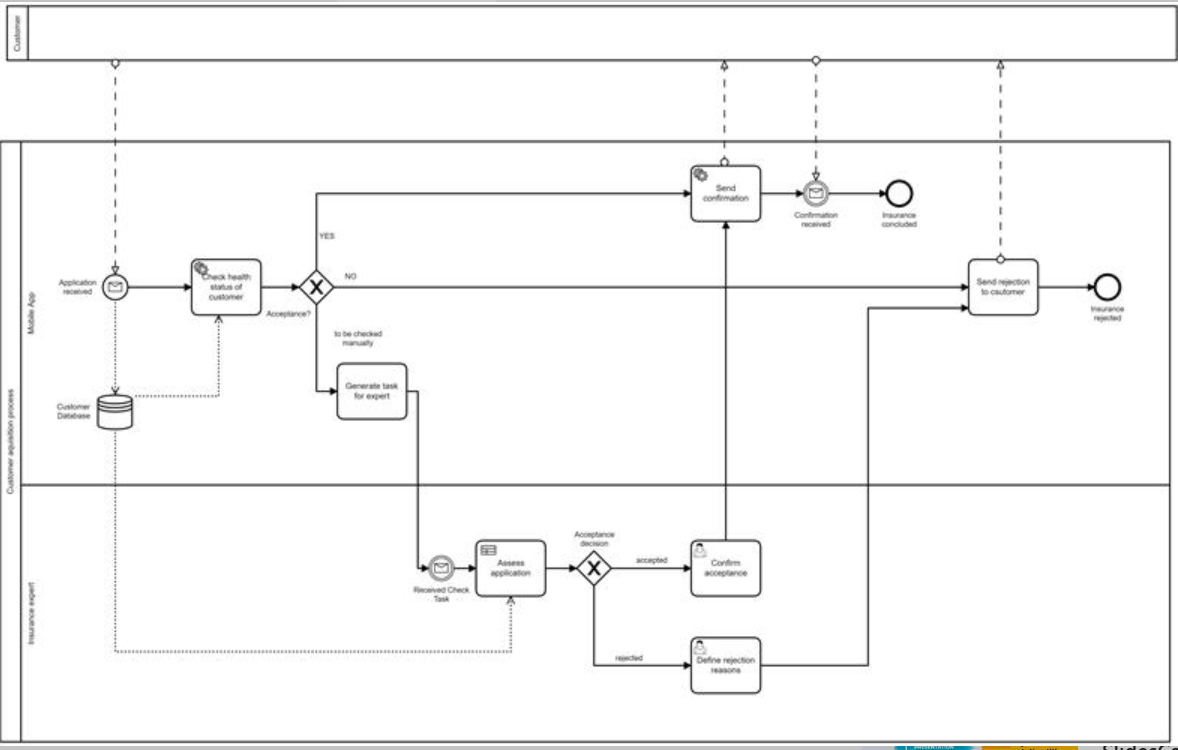 Customer
Customer aquisition process
Mobile App
Insurance expert
Application
received
Check health
status of
customer
Acceptance?
YES
NO
to be checked
manually
Generate task
for expert
Customer
Database
Send
confirmation
Confirmation
received
Insurance
concluded
Send rejection
to csutomer
Insurance
rejected
Received Check
Task
Assess
application
Acceptance
decision
accepted
Confirm
acceptance
rejected
Define rejection
reasons